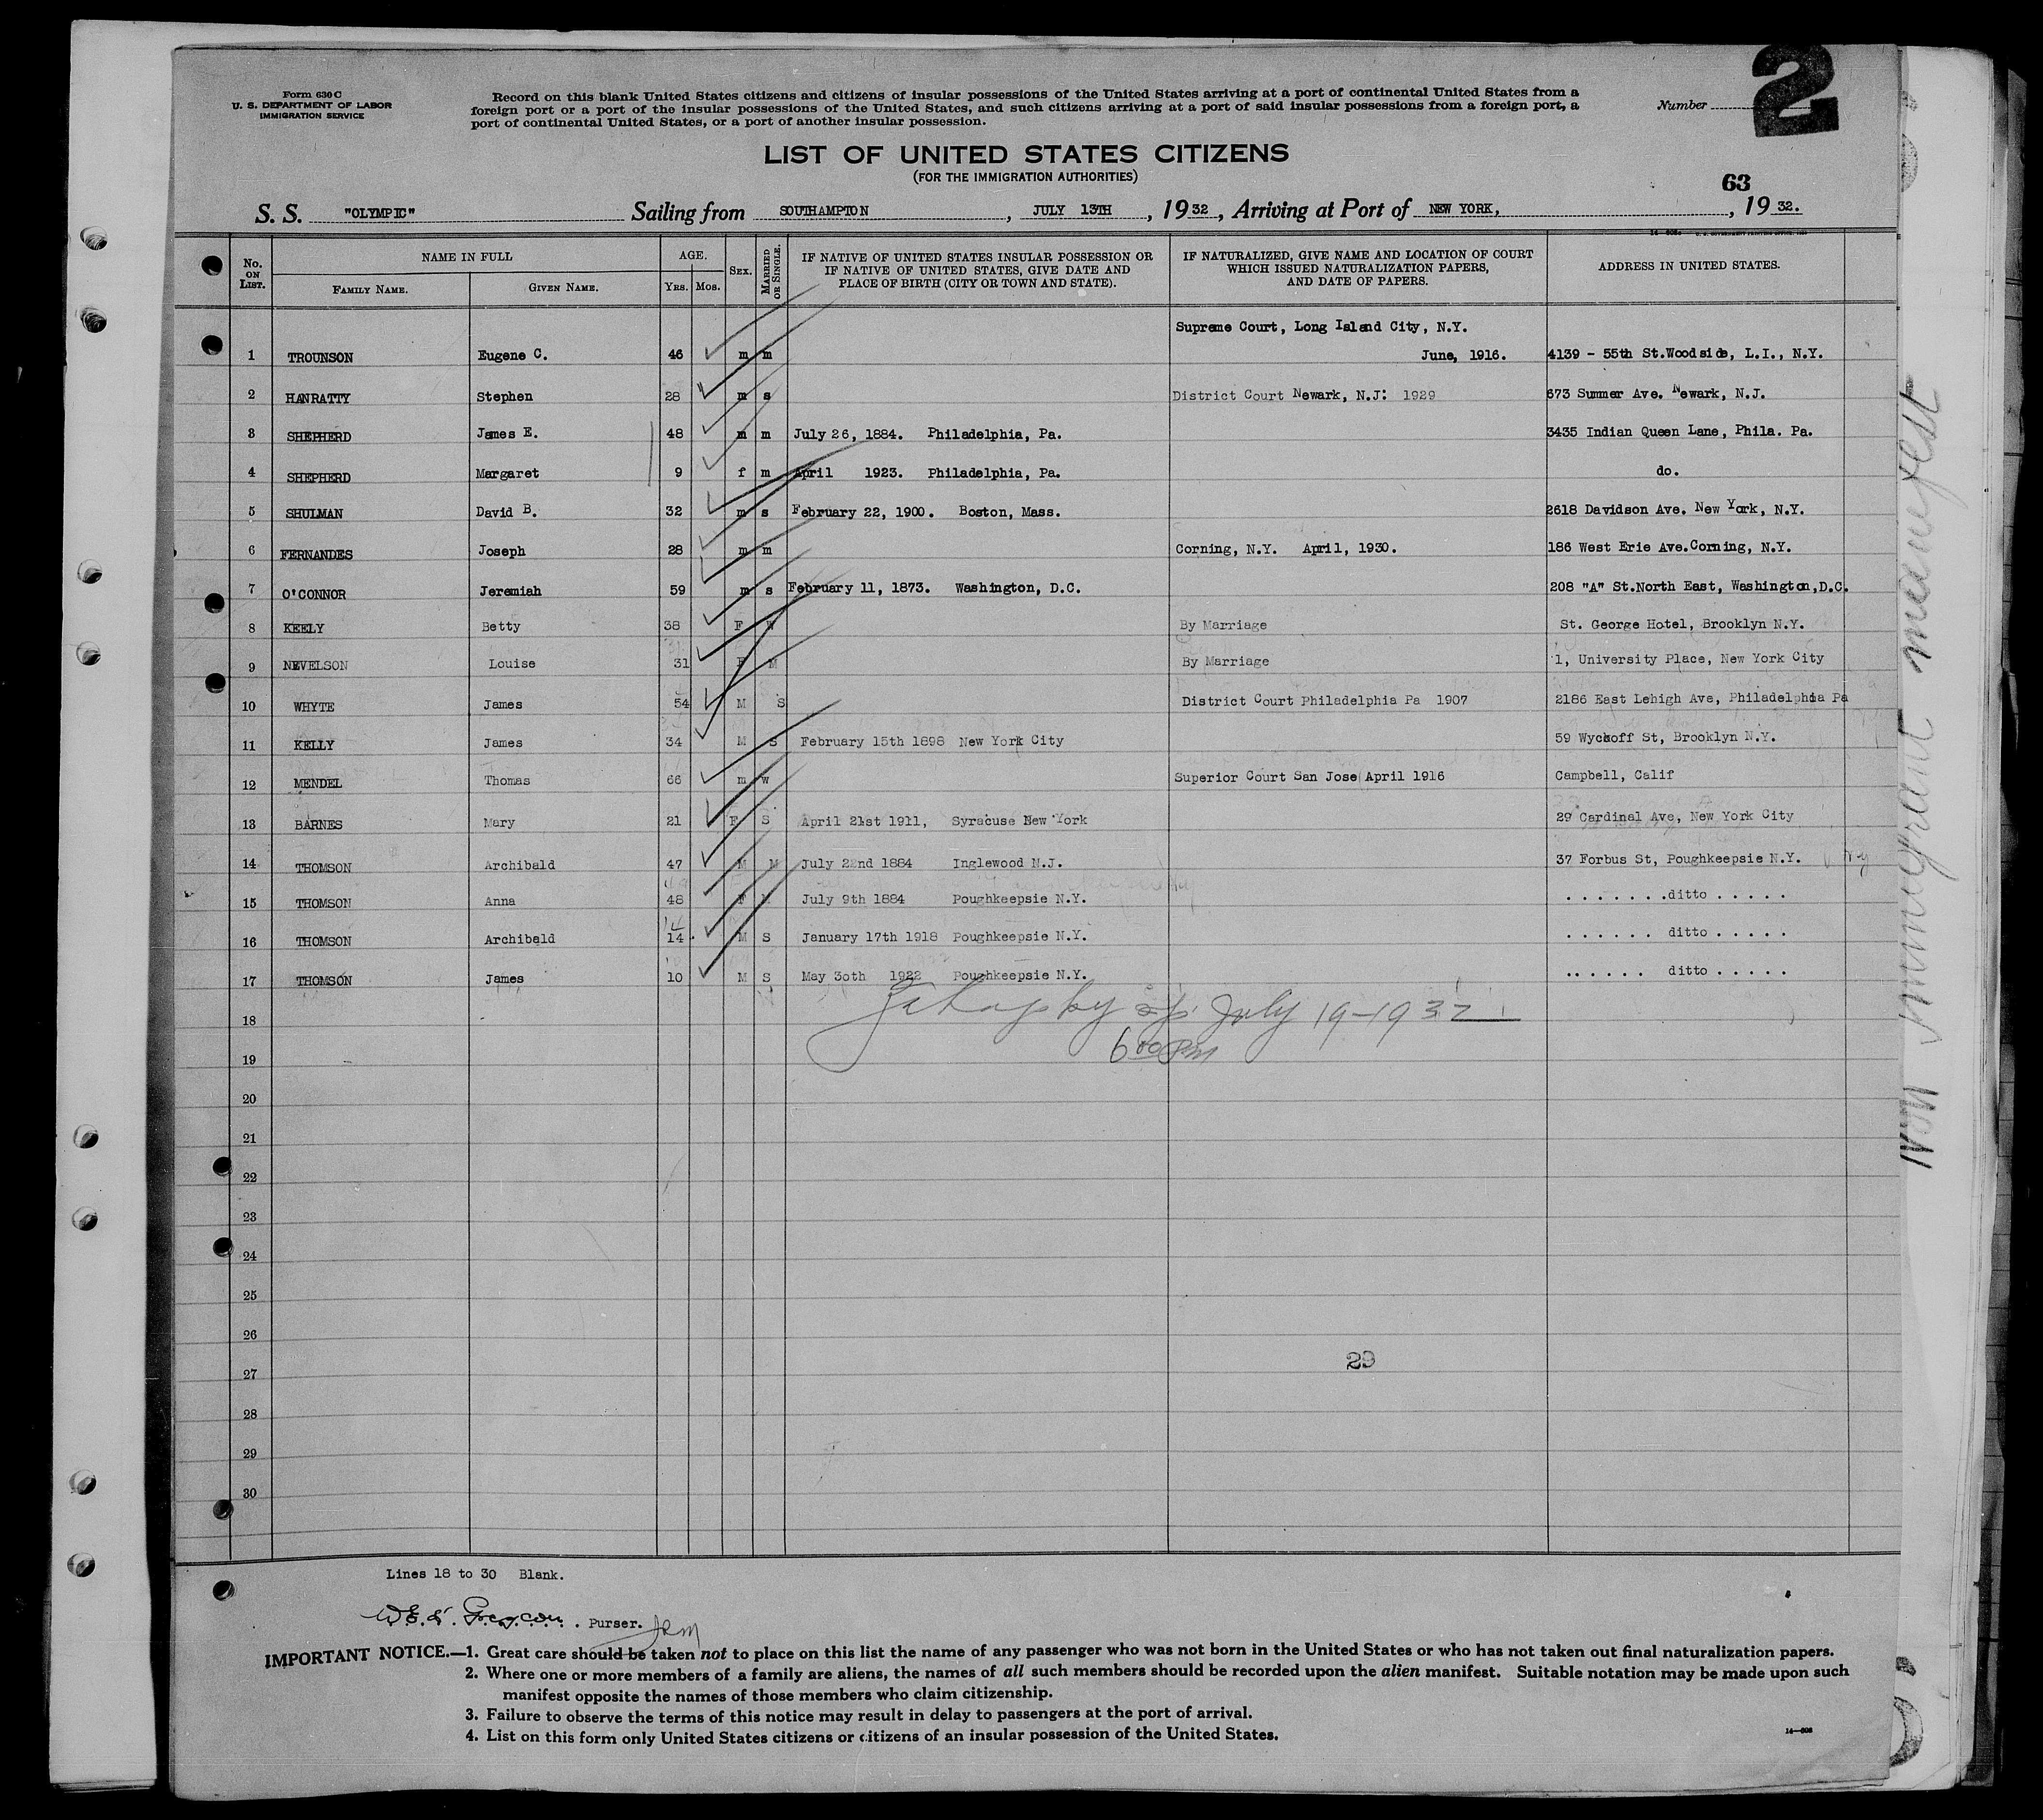 Form 630 C
U. S. DEPARTMENT OF LABOR
IMMIGRATION SERVICE
Record on this blank United States citizens and citizens of insular possessions of the United States arriving at a port of continental United States from a
foreign port or a port of the insular possessions of the United States, and such citizens arriving at a port of said insular possessions from a foreign port, a
port of continental United States, or a port of another insular possession.
Number 2
LIST OF UNITED STATES CITIZENS
(FOR THE IMMIGRATION AUTHORITIES)
63
S. S. "OLYMPIC" Sailing from SOUTHAMPTON, JULY 13TH, 1932, Arriving at Port of NEW YORK, , 1932.
No. ON LIST. NAME IN FULL FAMILY NAME. GIVEN NAME. AGE. YRS. MOS. SEX. MARRIED OR SINGLE. IF NATIVE OF UNITED STATES INSULAR POSSESSION OR IF NATIVE OF UNITED STATES, GIVE DATE AND PLACE OF BIRTH (CITY OR TOWN AND STATE). IF NATURALIZED, GIVE NAME AND LOCATION OF COURT WHICH ISSUED NATURALIZATION PAPERS, AND DATE OF PAPERS. ADDRESS IN UNITED STATES.
Supreme Court, Long Island City, N.Y.
1 TROUNSON Eugene C. 46 m m June, 1916. 4139 - 55th St.Woodside, L.I., N.Y.
2 HANRATTY Stephen 28 m s District Court Newark, N.J: 1929 673 Summer Ave. Newark, N.J.
3 SHEPHERD James E. 48 m m July 26, 1884. Philadelphia, Pa. 3435 Indian Queen Lane, Phila. Pa.
4 SHEPHERD Margaret 9 f m April 1923. Philadelphia, Pa. do.
5 SHULMAN David B. 32 m s February 22, 1900. Boston, Mass. 2618 Davidson Ave. New York, N.Y.
6 FERNANDES Joseph 28 m m Corning, N.Y. April, 1930. 186 West Erie Ave.Corning, N.Y.
7 O'CONNOR Jeremiah 59 m s February 11, 1873. Washington, D.C. 208 "A" St.North East, Washington,D.C.
8 KEELY Betty 38 F W By Marriage St. George Hotel, Brooklyn N.Y.
9 NEVELSON Louise 31 F M By Marriage 1, University Place, New York City
10 WHYTE James 54 M S District Court Philadelphia Pa 1907 2186 East Lehigh Ave, Philadelphia Pa
11 KELLY James 34 M S February 15th 1898 New York City 59 Wyckoff St, Brooklyn N.Y.
12 MENDEL Thomas 66 m w Superior Court San Jose April 1916 Campbell, Calif
13 BARNES Mary 21 F S April 21st 1911, Syracuse New York 29 Cardinal Ave, New York City
14 THOMSON Archibald 47 M M July 22nd 1884 Inglewood N.J. 37 Forbus St, Poughkeepsie N.Y.
15 THOMSON Anna 48 F M July 9th 1884 Poughkeepsie N.Y. . . . . . . .ditto . . . . .
16 THOMSON Archibald 14 M S January 17th 1918 Poughkeepsie N.Y. . . . . . . ditto . . . . .
17 THOMSON James 10 M S May 30th 1922 Poughkeepsie N.Y. . . . . . . ditto . . . . .
18 July 19-1932
19 6 00 PM
20
21
22
23
24
25
26
29
27
28
29
30
Non immigrant manifest
Lines 18 to 30 Blank.
Purser.
IMPORTANT NOTICE.—1. Great care should be taken not to place on this list the name of any passenger who was not born in the United States or who has not taken out final naturalization papers.
2. Where one or more members of a family are aliens, the names of all such members should be recorded upon the alien manifest. Suitable notation may be made upon such
manifest opposite the names of those members who claim citizenship.
3. Failure to observe the terms of this notice may result in delay to passengers at the port of arrival.
4. List on this form only United States citizens or citizens of an insular possession of the United States.
14—606